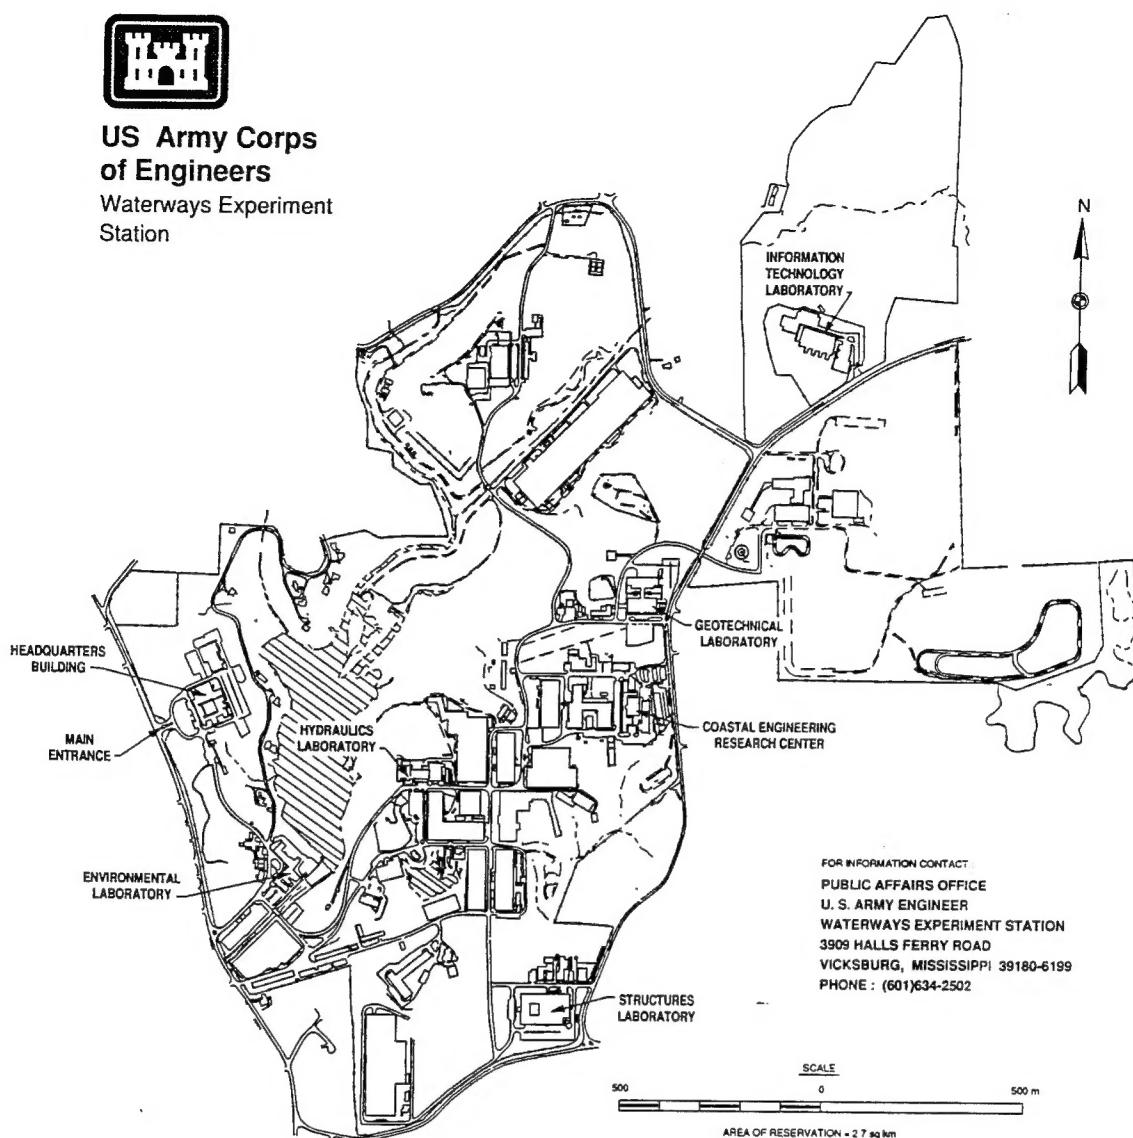 US Army Corps
of Engineers
Waterways Experiment
Station
N
INFORMATION
TECHNOLOGY
LABORATORY
GEOTECHNICAL
LABORATORY
HEADQUARTERS
BUILDING
MAIN
ENTRANCE
HYDRAULICS
LABORATORY
COASTAL ENGINEERING
RESEARCH CENTER
ENVIRONMENTAL
LABORATORY
FOR INFORMATION CONTACT
PUBLIC AFFAIRS OFFICE
U. S. ARMY ENGINEER
WATERWAYS EXPERIMENT STATION
3909 HALLS FERRY ROAD
VICKSBURG, MISSISSIPPI 39180-6199
PHONE : (601)634-2502
STRUCTURES
LABORATORY
SCALE
500 0 500 m
AREA OF RESERVATION = 2.7 sq km